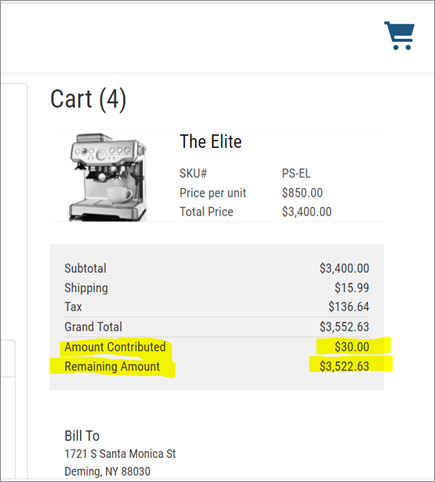 Cart (4)
The Elite
SKU# PS-EL
Price per unit $850.00
Total Price $3,400.00
Subtotal $3,400.00
Shipping $15.99
Tax $136.64
Grand Total $3,552.63
Amount Contributed $30.00
Remaining Amount $3,522.63
Bill To
1721 S Santa Monica St
Deming, NY 88030